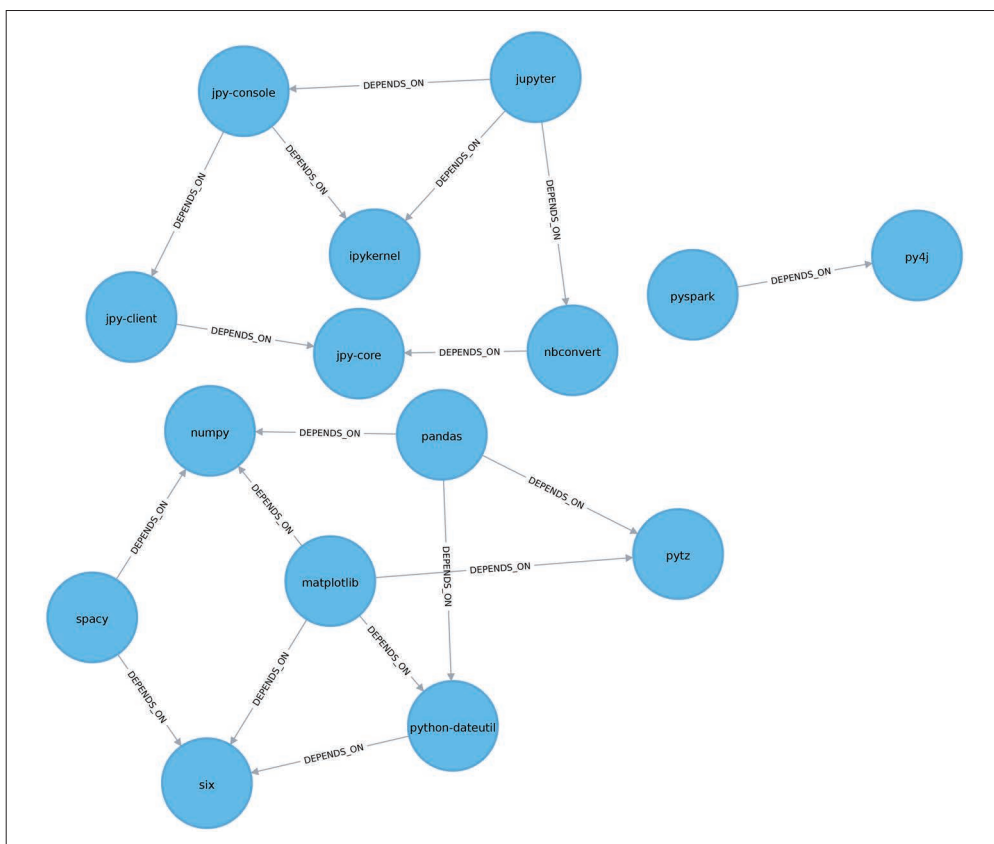 jupyter
DEPENDS_ON
jpy-console
DEPENDS_ON
DEPENDS_ON
DEPENDS_ON
DEPENDS_ON
ipykernel
py4j
DEPENDS_ON
pyspark
jpy-client
DEPENDS_ON
jpy-core
DEPENDS_ON
nbconvert
numpy
DEPENDS_ON
pandas
DEPENDS_ON
DEPENDS_ON
DEPENDS_ON
pytz
DEPENDS_ON
DEPENDS_ON
matplotlib
spacy
DEPENDS_ON
DEPENDS_ON
DEPENDS_ON
python-dateutil
DEPENDS_ON
six